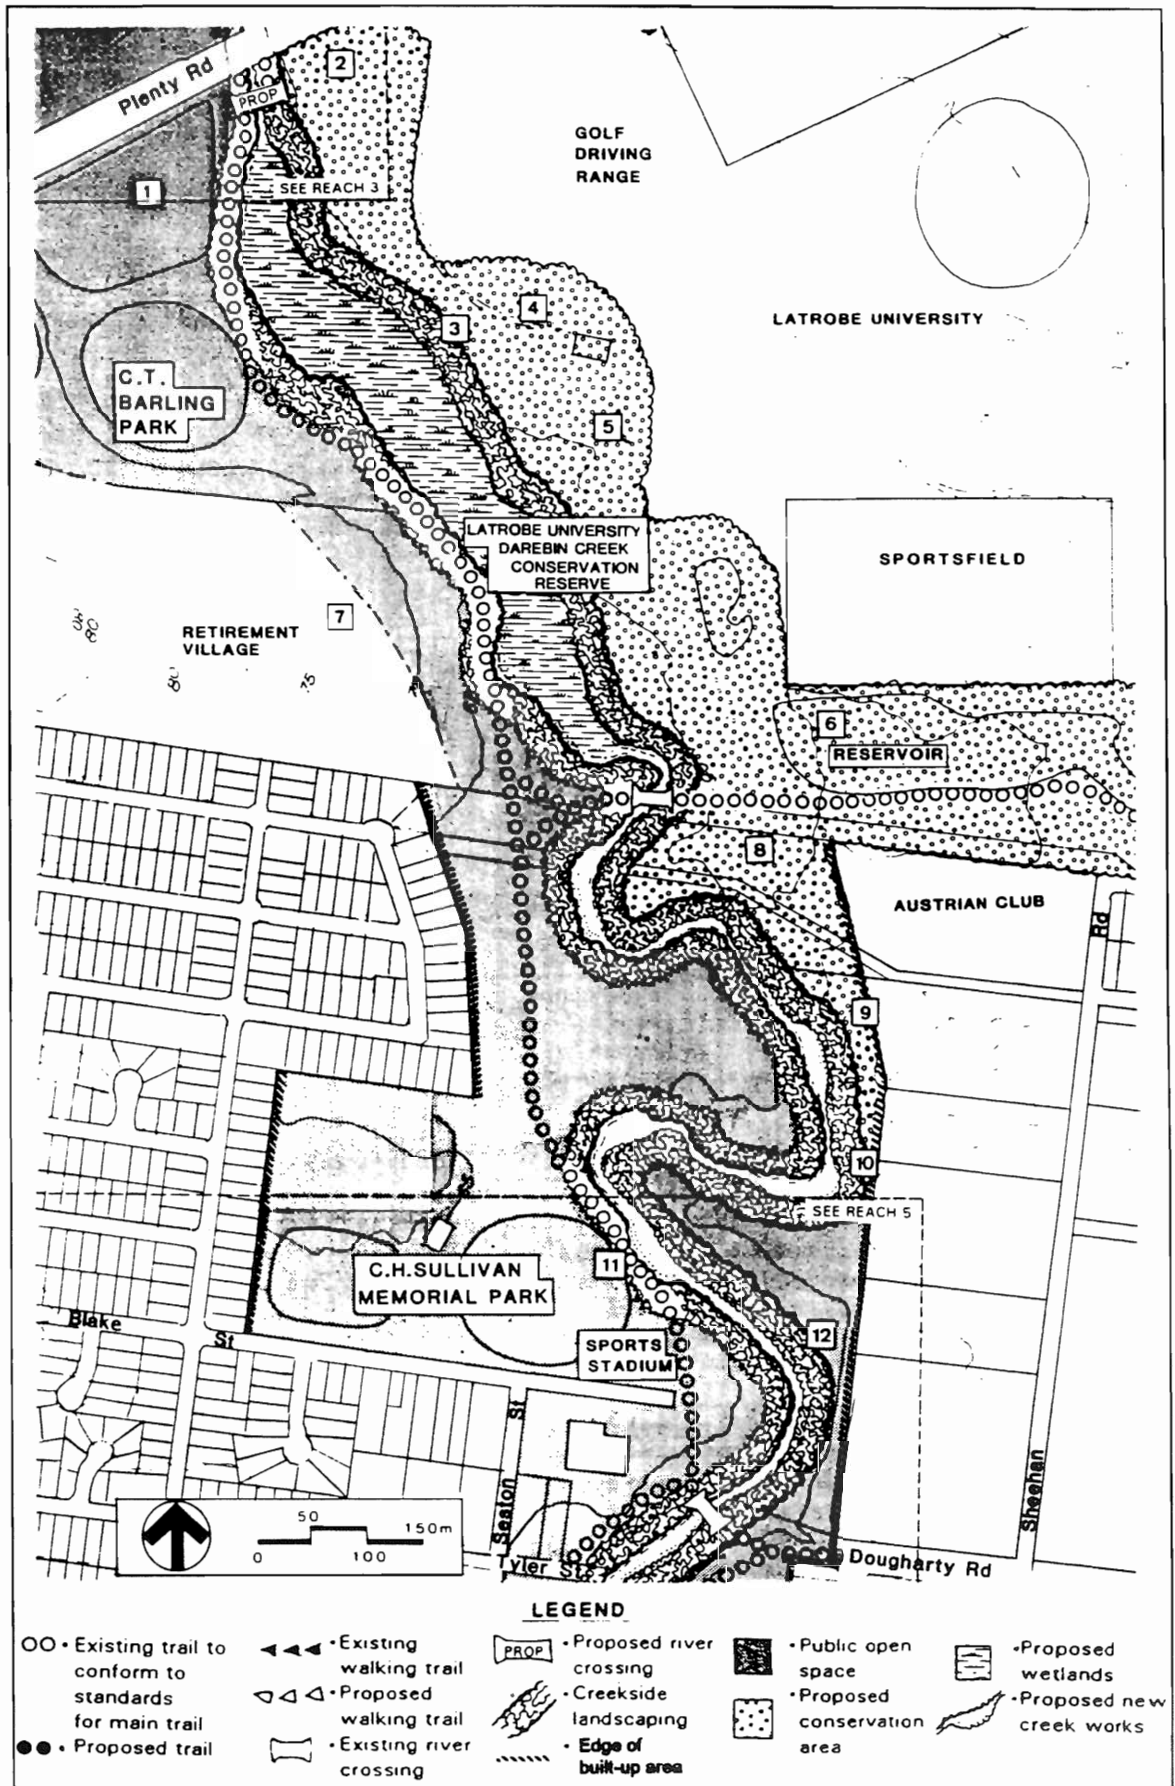 Plenty Rd
PROP
2
GOLF
DRIVING
RANGE
1
SEE REACH 3
4
3
LATROBE UNIVERSITY
C.T.
BARLING
PARK
5
LATROBE UNIVERSITY
DAREBIN CREEK
CONSERVATION
RESERVE
SPORTSFIELD
7
RETIREMENT
VILLAGE
80
80
75
6
RESERVOIR
8
AUSTRIAN CLUB
Rd
9
10
SEE REACH 5
11
C.H.SULLIVAN
MEMORIAL PARK
12
SPORTS
STADIUM
Blake
St
St
Seaton
Sheehan
50
150m
0
100
Tyler St
Dougharty Rd
LEGEND
• Existing trail to
conform to
standards
for main trail
• Proposed trail
• Existing
walking trail
• Proposed
walking trail
• Existing river
crossing
PROP
• Proposed river
crossing
• Creekside
landscaping
• Edge of
built-up area
• Public open
space
• Proposed
conservation
area
• Proposed
wetlands
• Proposed new
creek works